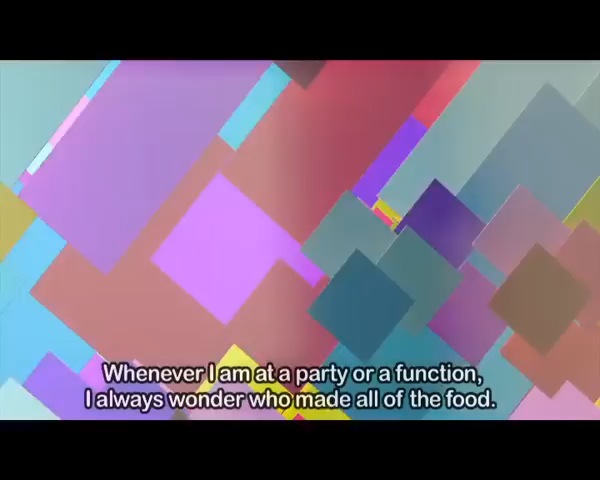 Whenever I am at a party or a function,
I always wonder who made all of the food.